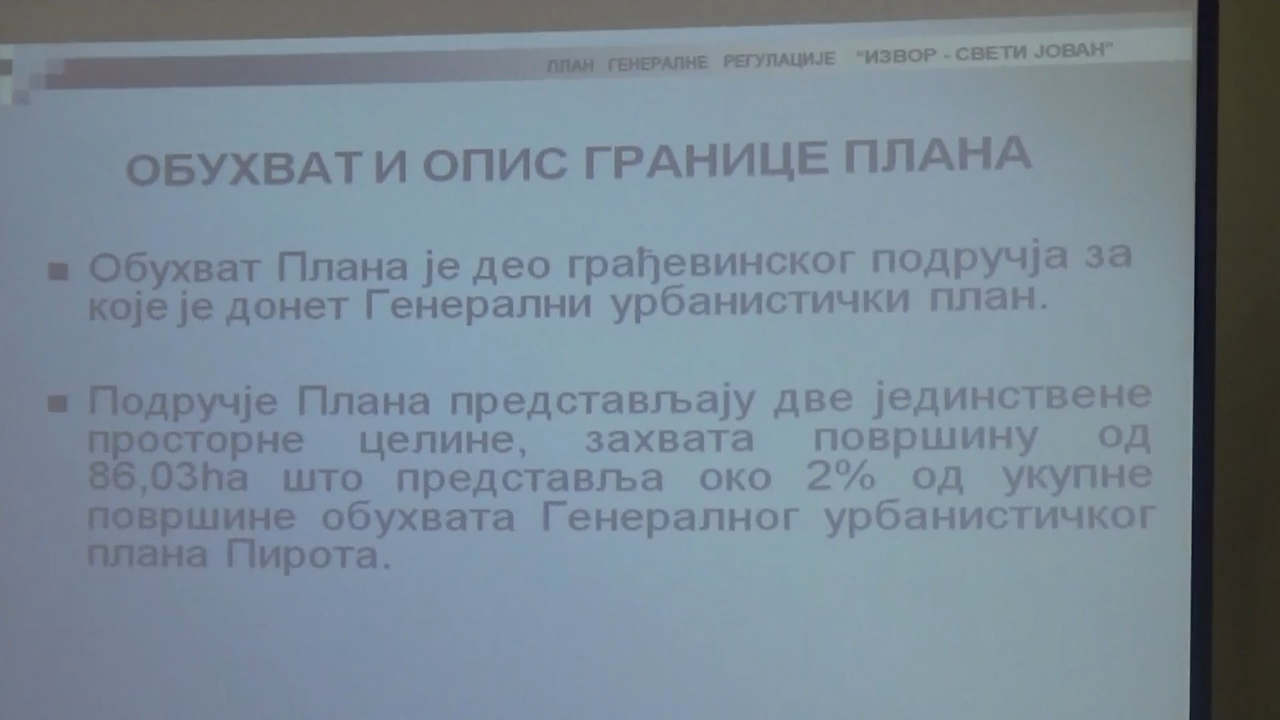 ПЛАН ГЕНЕРАЛНЕ РЕГУЛАЦИЈЕ "ИЗВОР - СВЕТИ ЈОВАН"
ОБУХВАТ И ОПИС ГРАНИЦЕ ПЛАНА
■ Обухват Плана је део грађевинског подручја за
које је донет Генерални урбанистички план.
■ Подручје Плана представљају две јединствене
просторне целине, захвата површину од
86,03ha што представља око 2% од укупне
површине обухвата Генералног урбанистичког
плана Пирота.